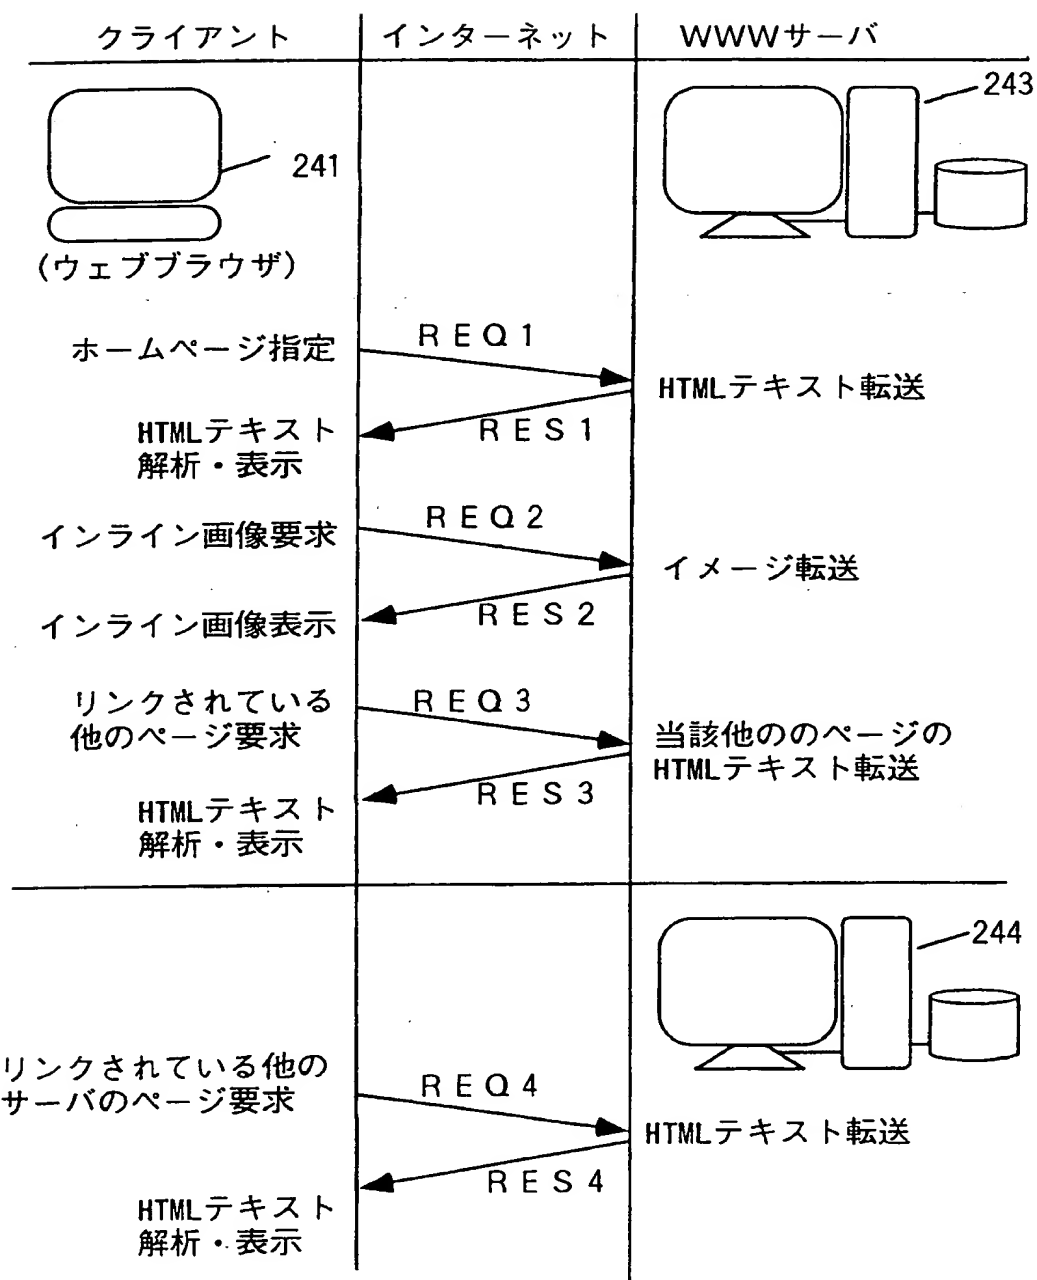 クライアント
インターネット
WWWサーバ
243
241
(ウェブブラウザ)
REQ1
ホームページ指定
HTMLテキスト転送
RES1
HTMLテキスト
解析・表示
REQ2
インライン画像要求
イメージ転送
RES2
インライン画像表示
REQ3
リンクされている
他のページ要求
当該他ののページの
HTMLテキスト転送
RES3
HTMLテキスト
解析・表示
244
リンクされている他の
サーバのページ要求
REQ4
HTMLテキスト転送
RES4
HTMLテキスト
解析・表示